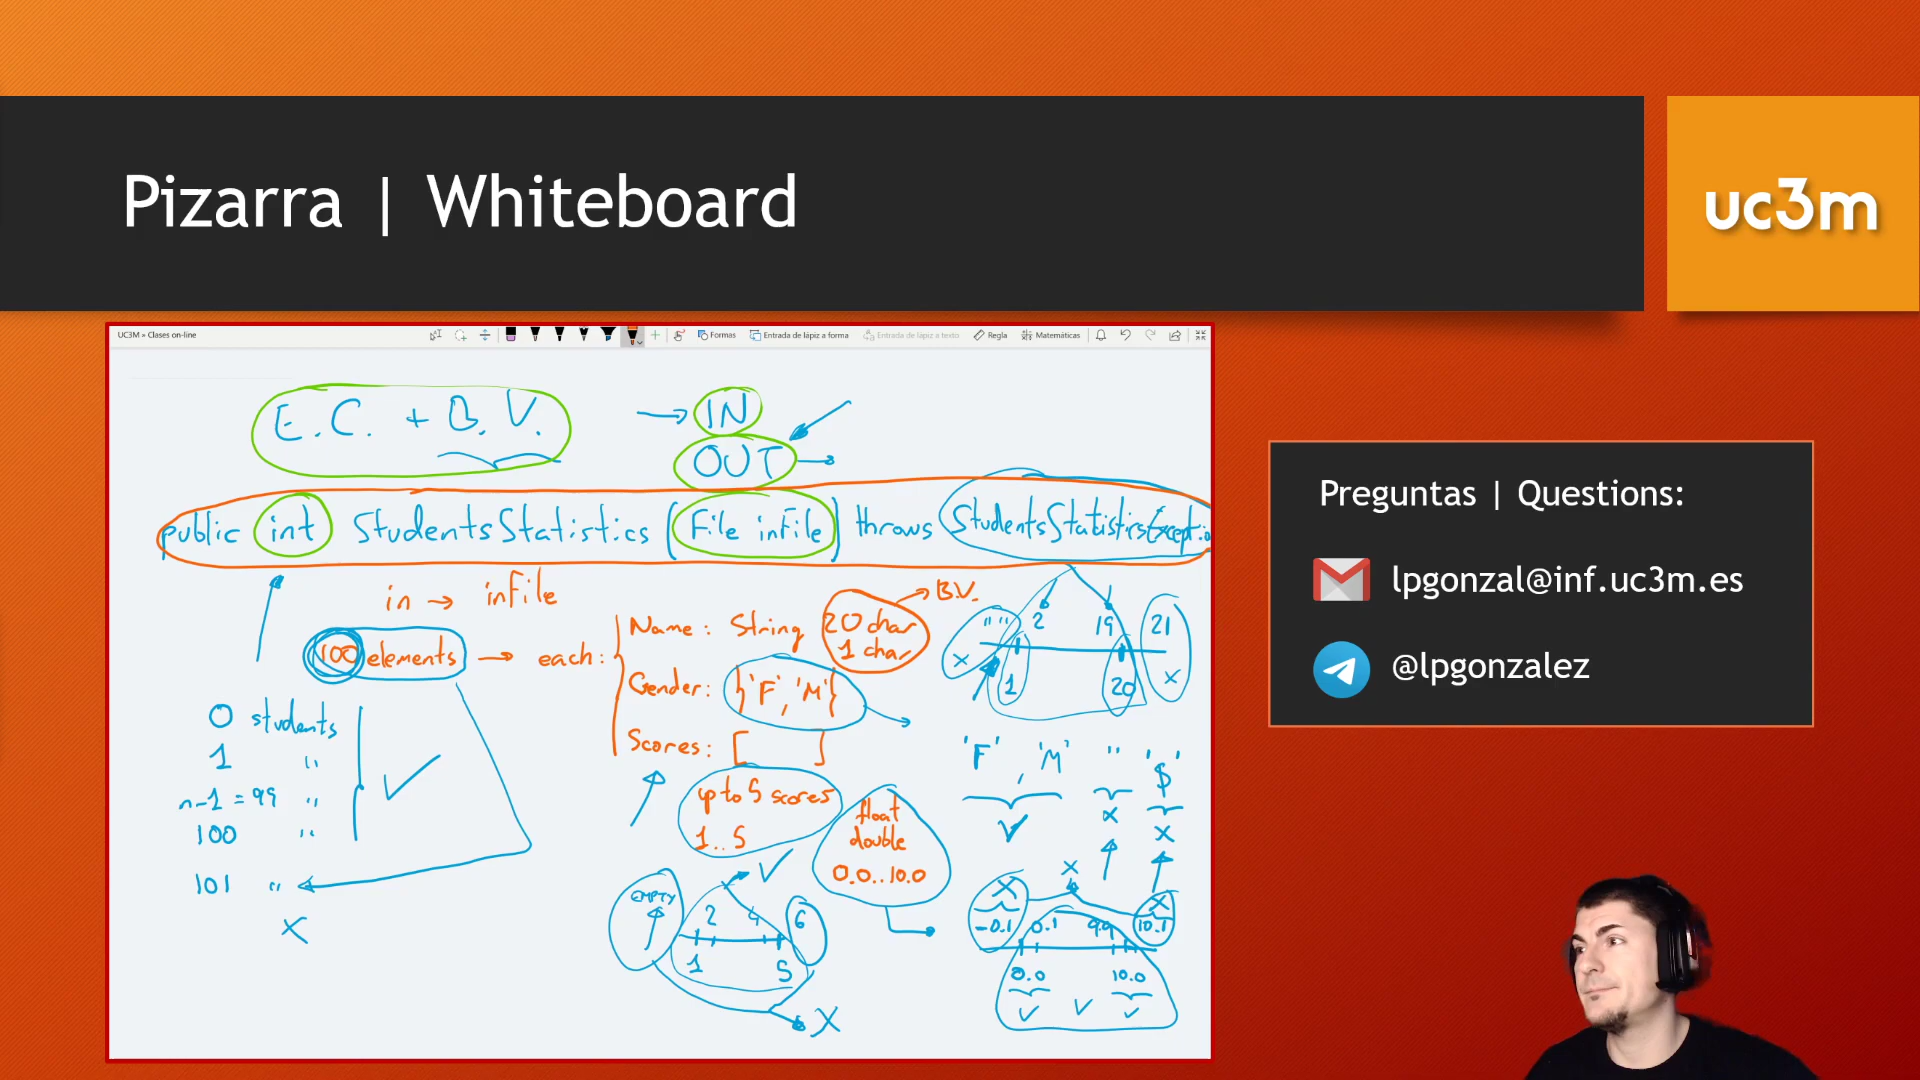 Pizarra | Whiteboard
uc3m
UC3M » Clases on-line
Formas
Entrada de lápiz a forma
Entrada de lápiz a texto
Regla
Matemáticas
E.C. + B.V.
→ IN
OUT →
public int StudentsStatistics (File inFile) throws StudentsStatisticsExceptio
in → inFile
100 elements → each:
Name: String 20 char
1 char
→ B.V.
Gender: {'F', 'M'}
Scores: [ ]
up to 5 scores
1..5
float
double
0.0..10.0
0 students
1 "
n-1 = 99 "
100 "
101 "
X
"" 2 19 21
X 1 20 X
'F', 'M' '' '$'
X X
EMPTY 2 4 6
1 5
X
X X X
-0.1 0.1 9.9 10.1
0.0 10.0
Preguntas | Questions:
lpgonzal@inf.uc3m.es
@lpgonzalez